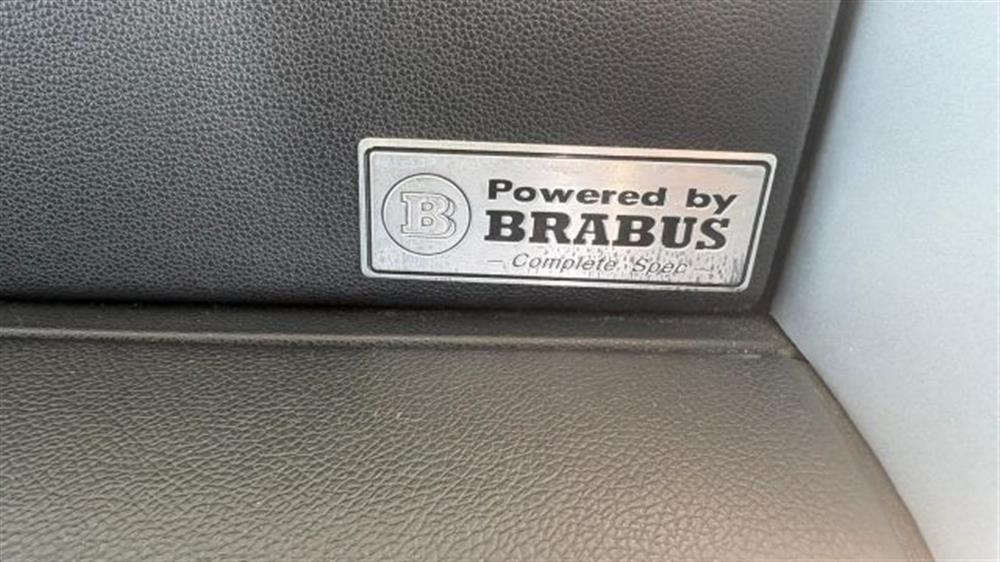 B
Powered by
BRABUS
– Complete Spec –